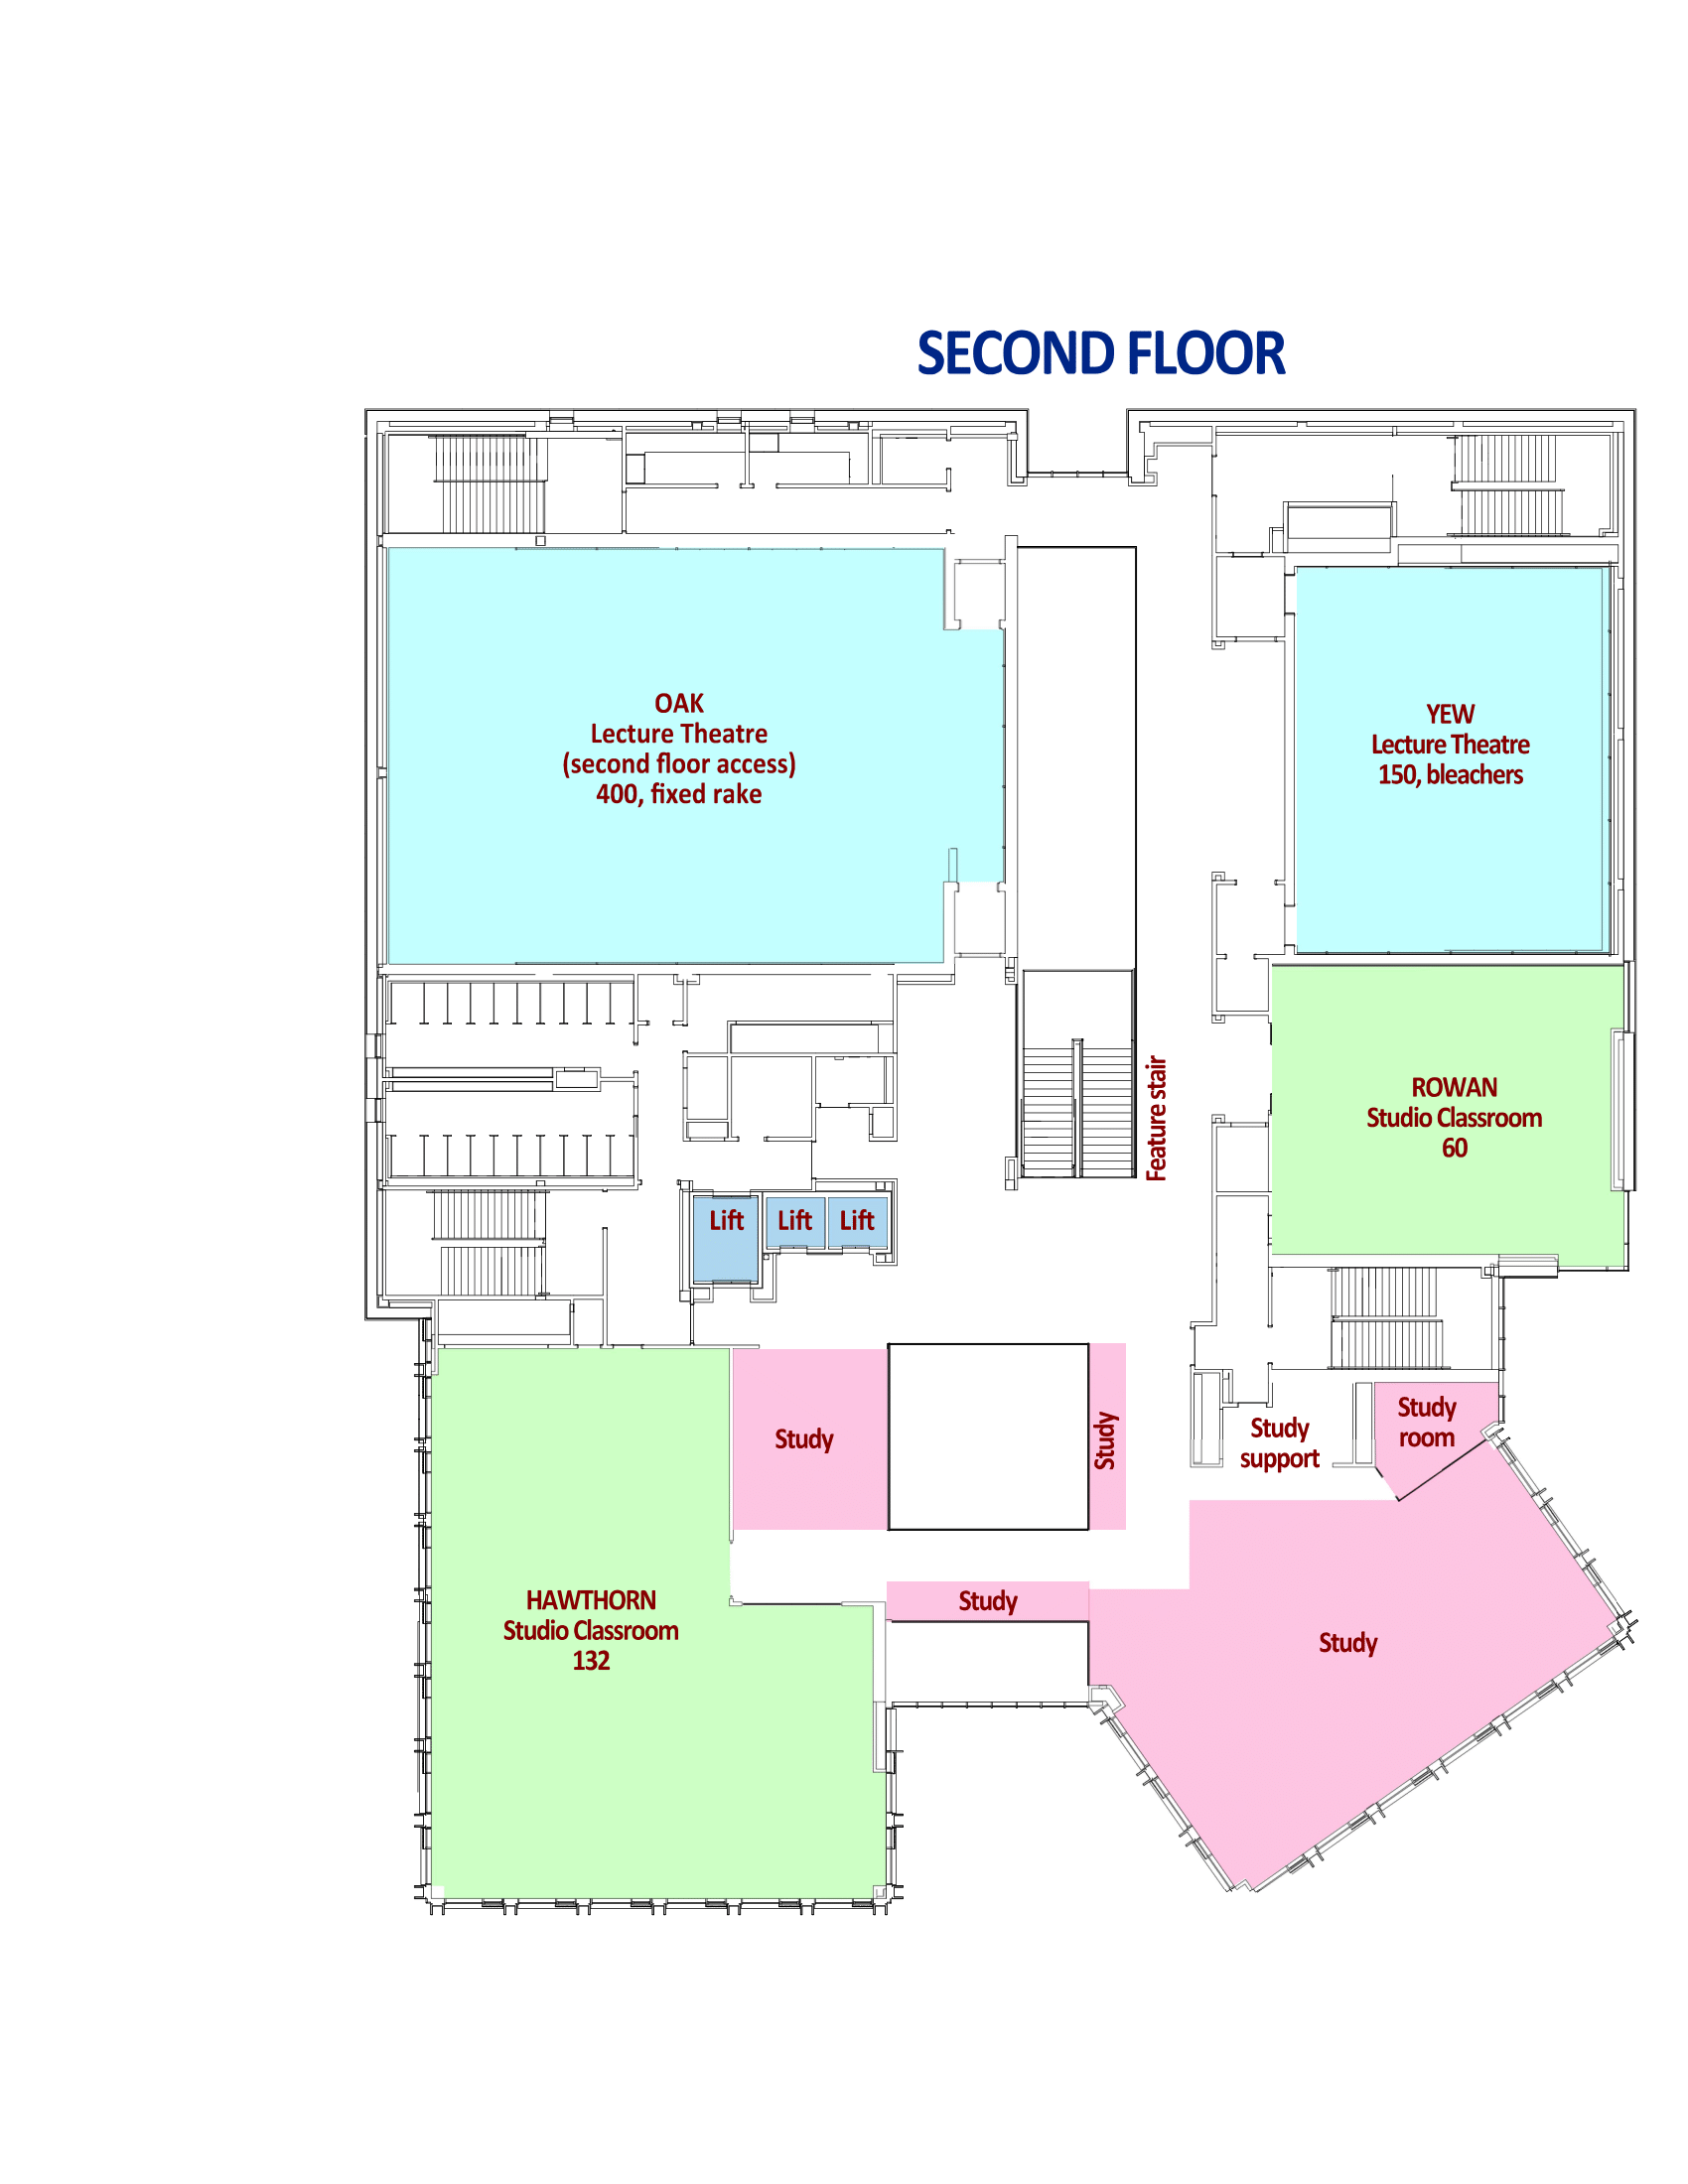 SECOND FLOOR
OAK
Lecture Theatre
(second floor access)
400, fixed rake
YEW
Lecture Theatre
150, bleachers
Feature stair
ROWAN
Studio Classroom
60
Lift
Lift
Lift
Study
Study
Study
support
Study
room
HAWTHORN
Studio Classroom
132
Study
Study